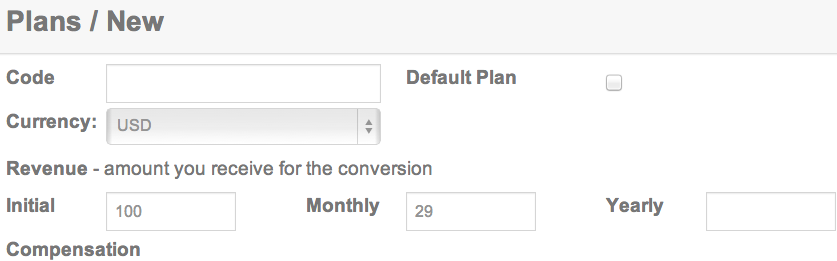 Plans / New
Code Default Plan
Currency: USD
Revenue - amount you receive for the conversion
Initial 100 Monthly 29 Yearly
Compensation